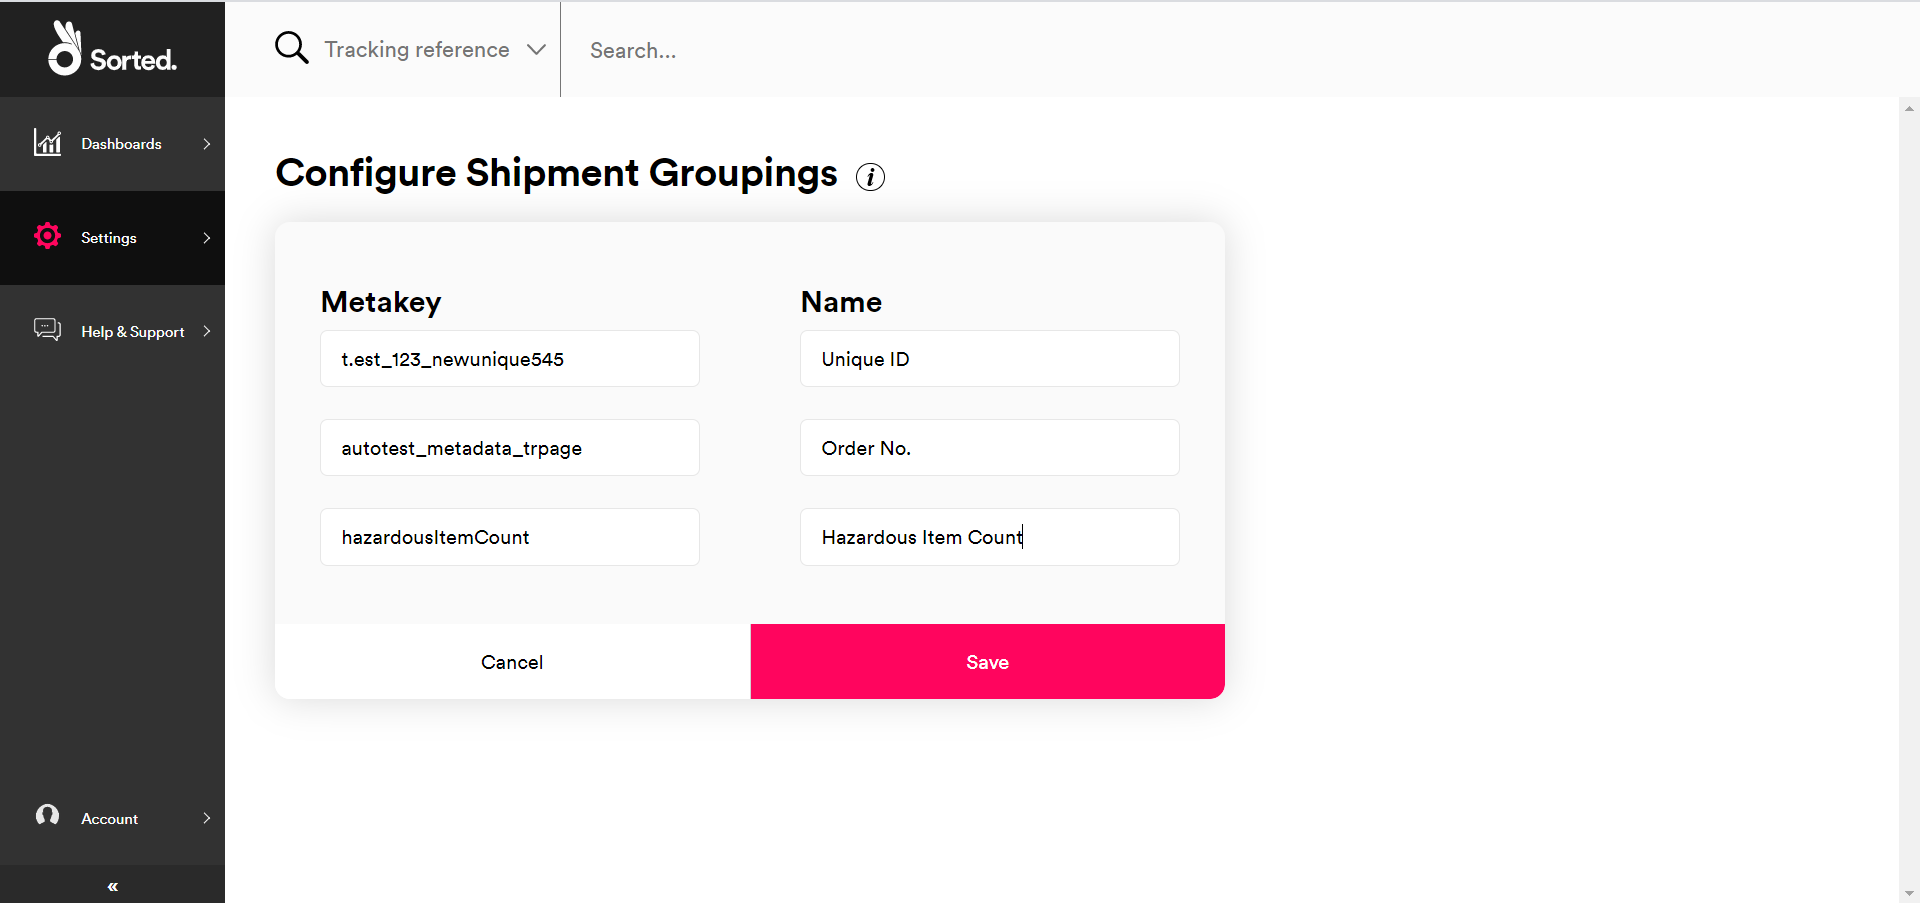 Sorted.
Tracking reference
Search...
Dashboards
Settings
Help & Support
Account
«
Configure Shipment Groupings i
Metakey
Name
t.est_123_newunique545
Unique ID
autotest_metadata_trpage
Order No.
hazardousItemCount
Hazardous Item Count
Cancel
Save